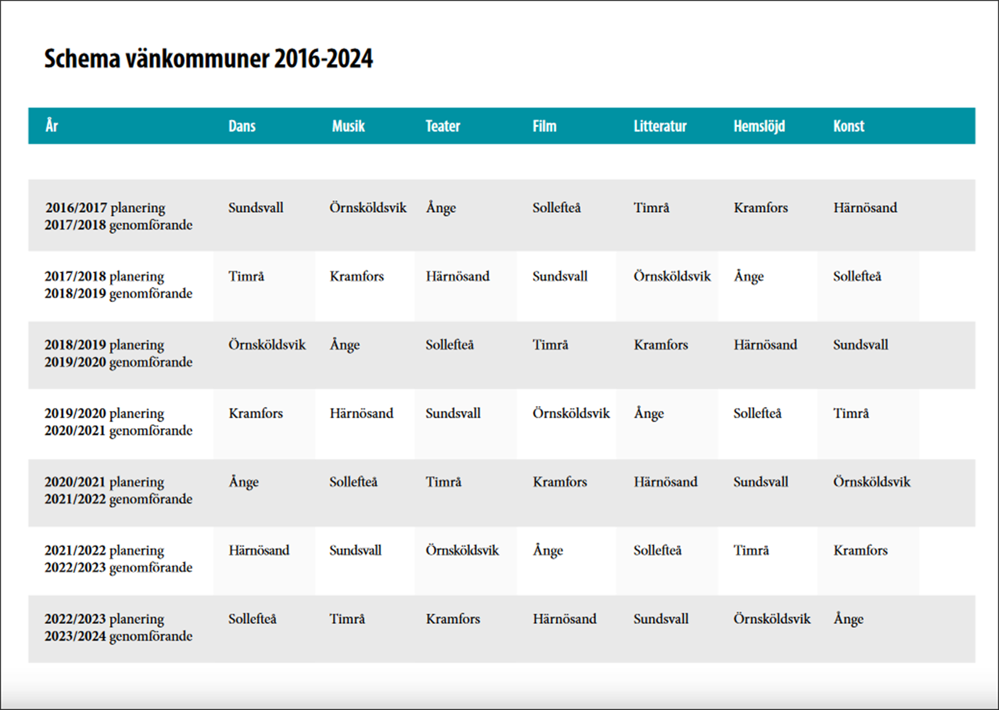 Schema vänkommuner 2016-2024
År Dans Musik Teater Film Litteratur Hemslöjd Konst
2016/2017 planering Sundsvall Örnsköldsvik Ånge Sollefteå Timrå Kramfors Härnösand
2017/2018 genomförande
2017/2018 planering Timrå Kramfors Härnösand Sundsvall Örnsköldsvik Ånge Sollefteå
2018/2019 genomförande
2018/2019 planering Örnsköldsvik Ånge Sollefteå Timrå Kramfors Härnösand Sundsvall
2019/2020 genomförande
2019/2020 planering Kramfors Härnösand Sundsvall Örnsköldsvik Ånge Sollefteå Timrå
2020/2021 genomförande
2020/2021 planering Ånge Sollefteå Timrå Kramfors Härnösand Sundsvall Örnsköldsvik
2021/2022 genomförande
2021/2022 planering Härnösand Sundsvall Örnsköldsvik Ånge Sollefteå Timrå Kramfors
2022/2023 genomförande
2022/2023 planering Sollefteå Timrå Kramfors Härnösand Sundsvall Örnsköldsvik Ånge
2023/2024 genomförande